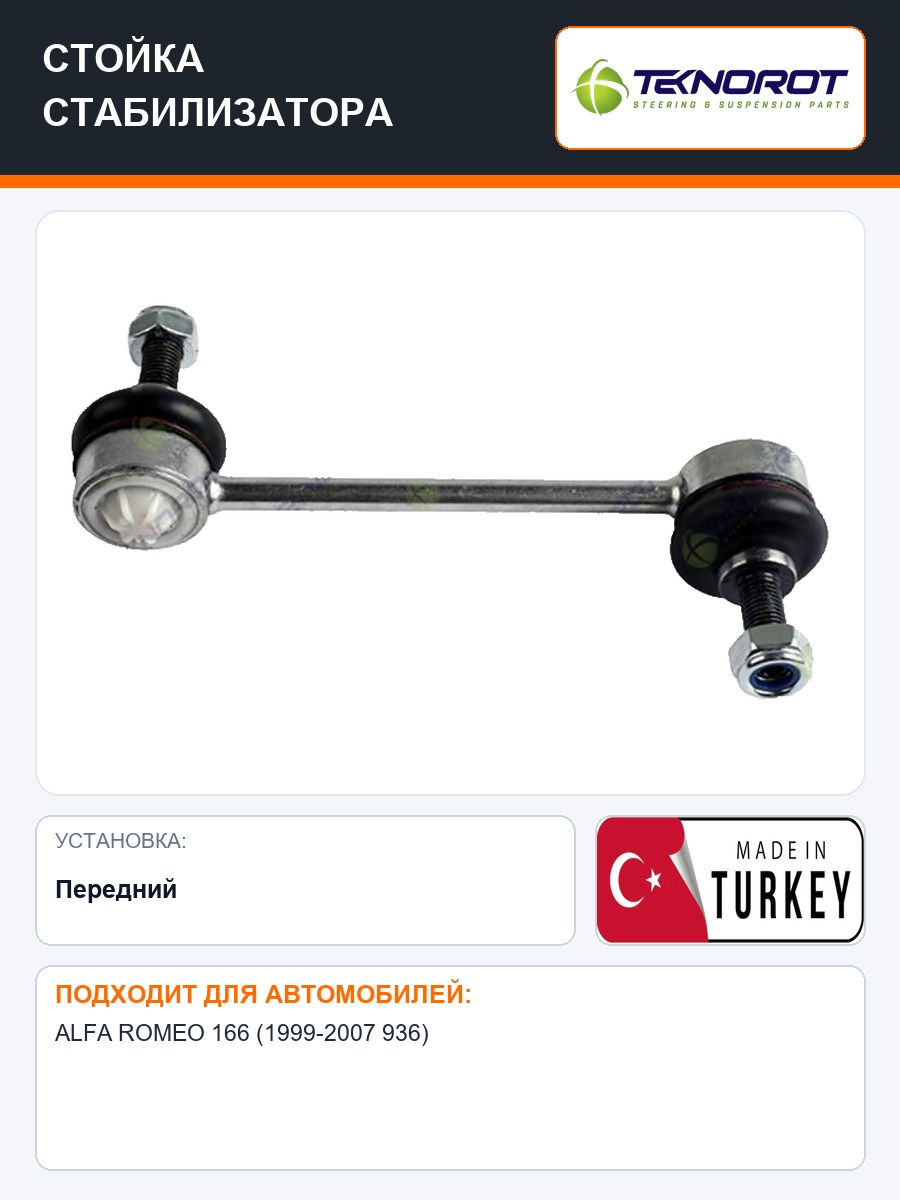 СТОЙКА
СТАБИЛИЗАТОРА
TEKNOROT
STEERING & SUSPENSION PARTS
УСТАНОВКА:
Передний
MADE IN
TURKEY
ПОДХОДИТ ДЛЯ АВТОМОБИЛЕЙ:
ALFA ROMEO 166 (1999-2007 936)